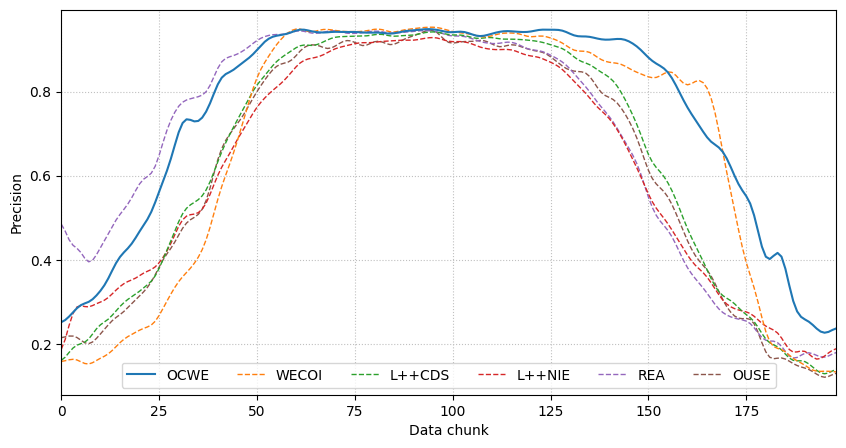 Precision
0.8
0.6
0.4
0.2
OCWE WECOI L++CDS L++NIE REA OUSE
0 25 50 75 100 125 150 175
Data chunk